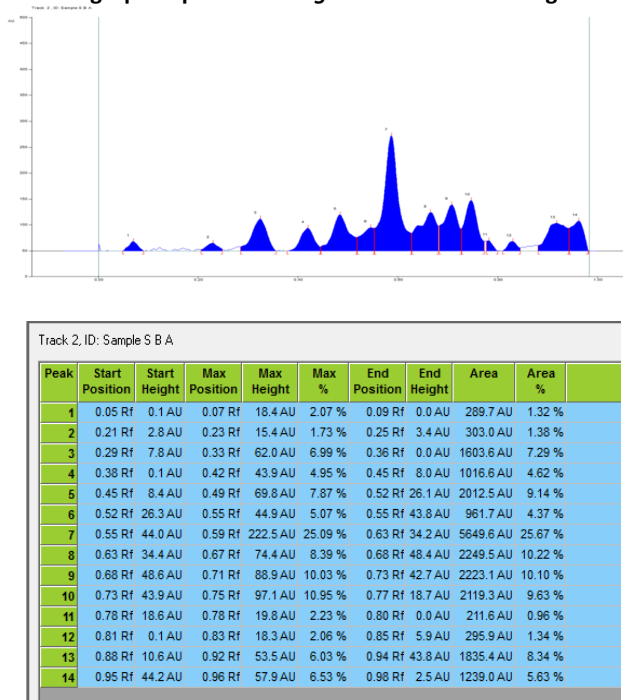 Track 2, ID: Sample S B A
Track 2, ID: Sample S B A
Peak Start Position Start Height Max Position Max Height Max % End Position End Height Area Area %
1 0.05 Rf 0.1 AU 0.07 Rf 18.4 AU 2.07 % 0.09 Rf 0.0 AU 289.7 AU 1.32 %
2 0.21 Rf 2.8 AU 0.23 Rf 15.4 AU 1.73 % 0.25 Rf 3.4 AU 303.0 AU 1.38 %
3 0.29 Rf 7.8 AU 0.33 Rf 62.0 AU 6.99 % 0.36 Rf 0.0 AU 1603.6 AU 7.29 %
4 0.38 Rf 0.1 AU 0.42 Rf 43.9 AU 4.95 % 0.45 Rf 8.0 AU 1016.6 AU 4.62 %
5 0.45 Rf 8.4 AU 0.49 Rf 69.8 AU 7.87 % 0.52 Rf 26.1 AU 2012.5 AU 9.14 %
6 0.52 Rf 26.3 AU 0.55 Rf 44.9 AU 5.07 % 0.55 Rf 43.8 AU 961.7 AU 4.37 %
7 0.55 Rf 44.0 AU 0.59 Rf 222.5 AU 25.09 % 0.63 Rf 34.2 AU 5649.6 AU 25.67 %
8 0.63 Rf 34.4 AU 0.67 Rf 74.4 AU 8.39 % 0.68 Rf 48.4 AU 2249.5 AU 10.22 %
9 0.68 Rf 48.6 AU 0.71 Rf 88.9 AU 10.03 % 0.73 Rf 42.7 AU 2223.1 AU 10.10 %
10 0.73 Rf 43.9 AU 0.75 Rf 97.1 AU 10.95 % 0.77 Rf 18.7 AU 2119.3 AU 9.63 %
11 0.78 Rf 18.6 AU 0.78 Rf 19.8 AU 2.23 % 0.80 Rf 0.0 AU 211.6 AU 0.96 %
12 0.81 Rf 0.1 AU 0.83 Rf 18.3 AU 2.06 % 0.85 Rf 5.9 AU 295.9 AU 1.34 %
13 0.88 Rf 10.6 AU 0.92 Rf 53.5 AU 6.03 % 0.94 Rf 43.8 AU 1835.4 AU 8.34 %
14 0.95 Rf 44.2 AU 0.96 Rf 57.9 AU 6.53 % 0.98 Rf 2.5 AU 1239.0 AU 5.63 %